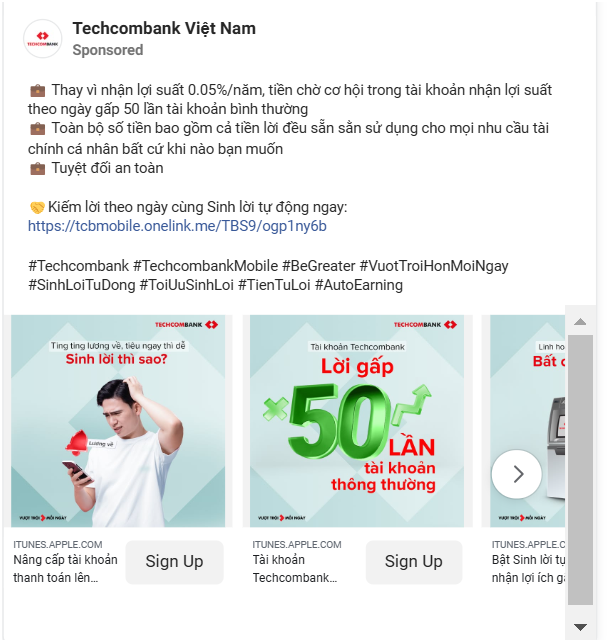 Techcombank Việt Nam
Sponsored
TECHCOMBANK
💼 Thay vì nhận lợi suất 0.05%/năm, tiền chờ cơ hội trong tài khoản nhận lợi suất
theo ngày gấp 50 lần tài khoản bình thường
💼 Toàn bộ số tiền bao gồm cả tiền lời đều sẵn sằn sử dụng cho mọi nhu cầu tài
chính cá nhân bất cứ khi nào bạn muốn
💼 Tuyệt đối an toàn
🤝Kiếm lời theo ngày cùng Sinh lời tự động ngay:
https://tcbmobile.onelink.me/TBS9/ogp1ny6b
#Techcombank #TechcombankMobile #BeGreater #VuotTroiHonMoiNgay
#SinhLoiTuDong #ToiUuSinhLoi #TienTuLoi #AutoEarning
TECHCOMBANK
Ting ting lương về, tiêu ngay thì dễ
Sinh lời thì sao?
Lương về
VƯỢT TRỘI MỖI NGÀY
ITUNES.APPLE.COM
Nâng cấp tài khoản
thanh toán lên...
Sign Up
TECHCOMBANK
Tài khoản Techcombank
Lời gấp
×50
LẦN
tài khoản
thông thường
VƯỢT TRỘI MỖI NGÀY
ITUNES.APPLE.COM
Tài khoản
Techcombank...
Sign Up
Linh ho
Bất c
VƯỢT TRỘI MỖI NGÀY
ITUNES.APPLE.C
Bật Sinh lời tự
nhận lợi ích g